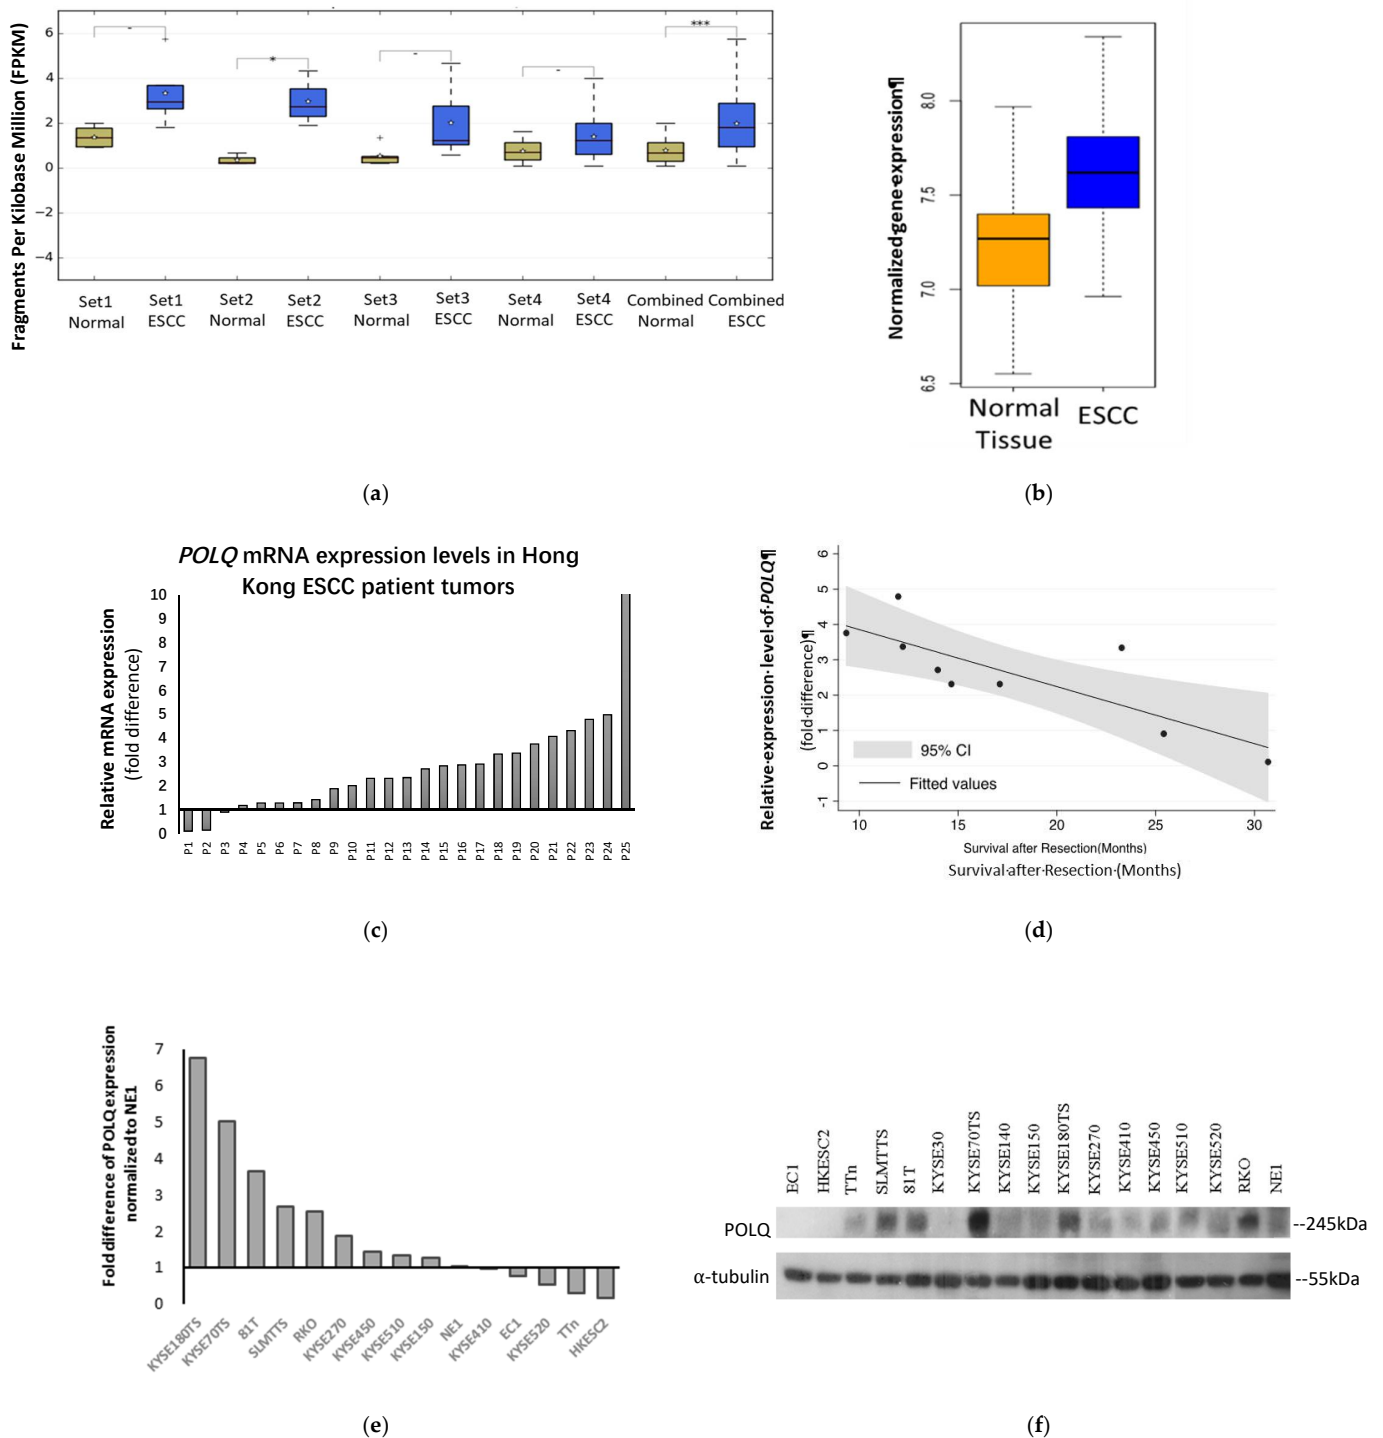 Fragments Per Kilobase Million (FPKM)
6
4
2
0
−2
−4
-
*
-
-
***
Set1 Normal
Set1 ESCC
Set2 Normal
Set2 ESCC
Set3 Normal
Set3 ESCC
Set4 Normal
Set4 ESCC
Combined Normal
Combined ESCC
(a)
Normalized·gene·expression¶
8.0
7.5
7.0
6.5
Normal Tissue
ESCC
(b)
POLQ mRNA expression levels in Hong
Kong ESCC patient tumors
Relative mRNA expression
(fold difference)
10
9
8
7
6
5
4
3
2
1
0
P1 P2 P3 P4 P5 P6 P7 P8 P9 P10 P11 P12 P13 P14 P15 P16 P17 P18 P19 P20 P21 P22 P23 P24 P25
(c)
Relative·expression·level·of·POLQ¶
(fold·difference)¶
6
5
4
3
2
1
0
-1
95% CI
Fitted values
10 15 20 25 30
Survival after Resection(Months)
Survival·after·Resection·(Months)
(d)
Fold difference of POLQ expression
normalized to NE1
7
6
5
4
3
2
1
0
KYSE180TS KYSE70TS 81T SLMTTS RKO KYSE270 KYSE450 KYSE510 KYSE150 NE1 KYSE410 EC1 KYSE520 TTn HKESC2
(e)
EC1 HKESC2 TTn SLMTTS 81T KYSE30 KYSE70TS KYSE140 KYSE150 KYSE180TS KYSE270 KYSE410 KYSE450 KYSE510 KYSE520 RKO NE1
POLQ
--245kDa
α-tubulin
--55kDa
(f)